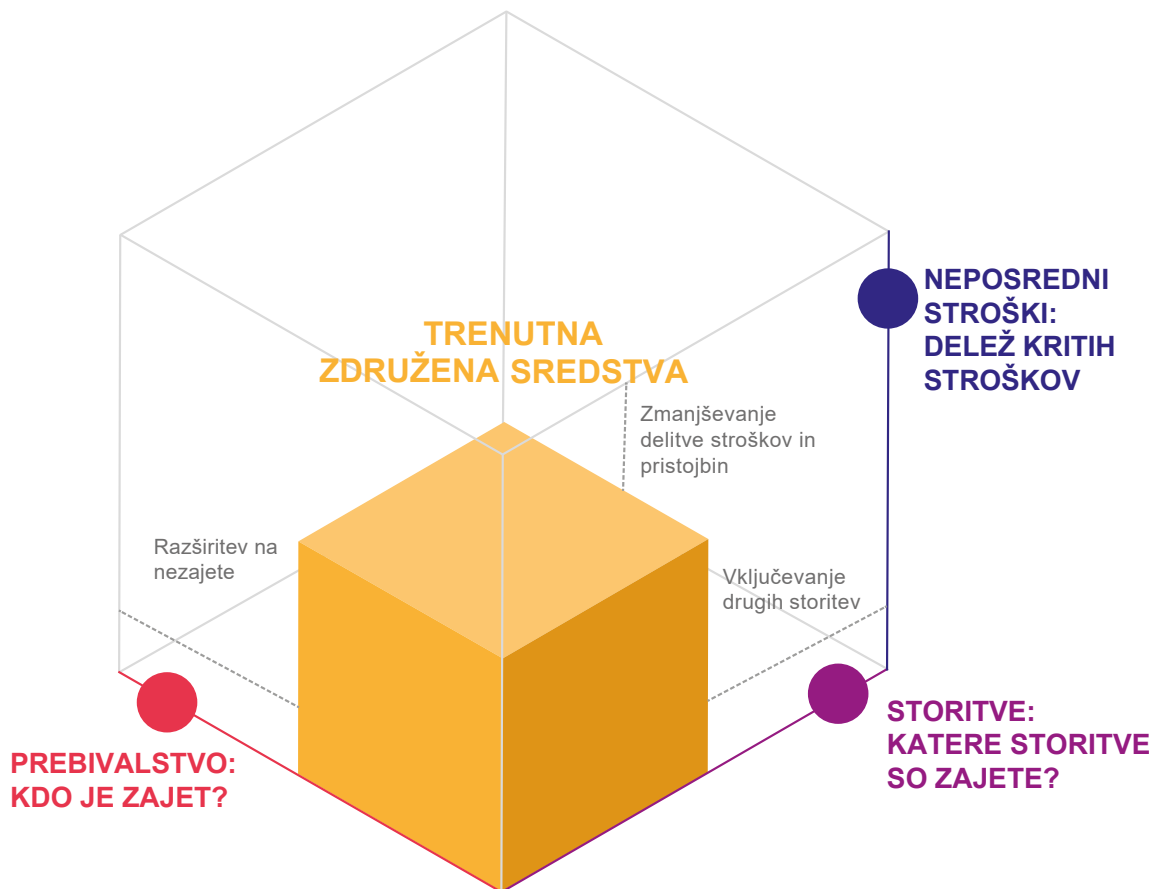 NEPOSREDNI
STROŠKI:
DELEŽ KRITIH
STROŠKOV
TRENUTNA
ZDRUŽENA SREDSTVA
Zmanjševanje
delitve stroškov in
pristojbin
Razširitev na
nezajete
Vključevanje
drugih storitev
STORITVE:
KATERE STORITVE
SO ZAJETE?
PREBIVALSTVO:
KDO JE ZAJET?